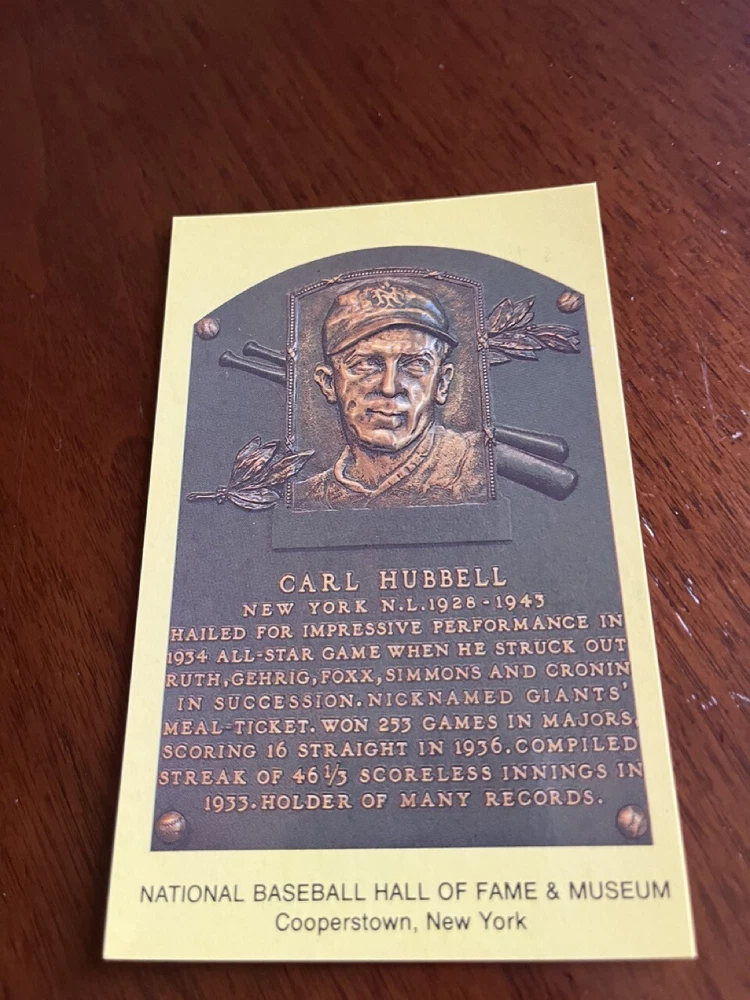 CARL HUBBELL
NEW YORK N.L. 1928-1943
HAILED FOR IMPRESSIVE PERFORMANCE IN
1934 ALL-STAR GAME WHEN HE STRUCK OUT
RUTH, GEHRIG, FOXX, SIMMONS AND CRONIN
IN SUCCESSION. NICKNAMED GIANTS'
MEAL-TICKET. WON 253 GAMES IN MAJORS,
SCORING 16 STRAIGHT IN 1936. COMPILED
STREAK OF 46 1/3 SCORELESS INNINGS IN
1933. HOLDER OF MANY RECORDS.
NATIONAL BASEBALL HALL OF FAME & MUSEUM
Cooperstown, New York